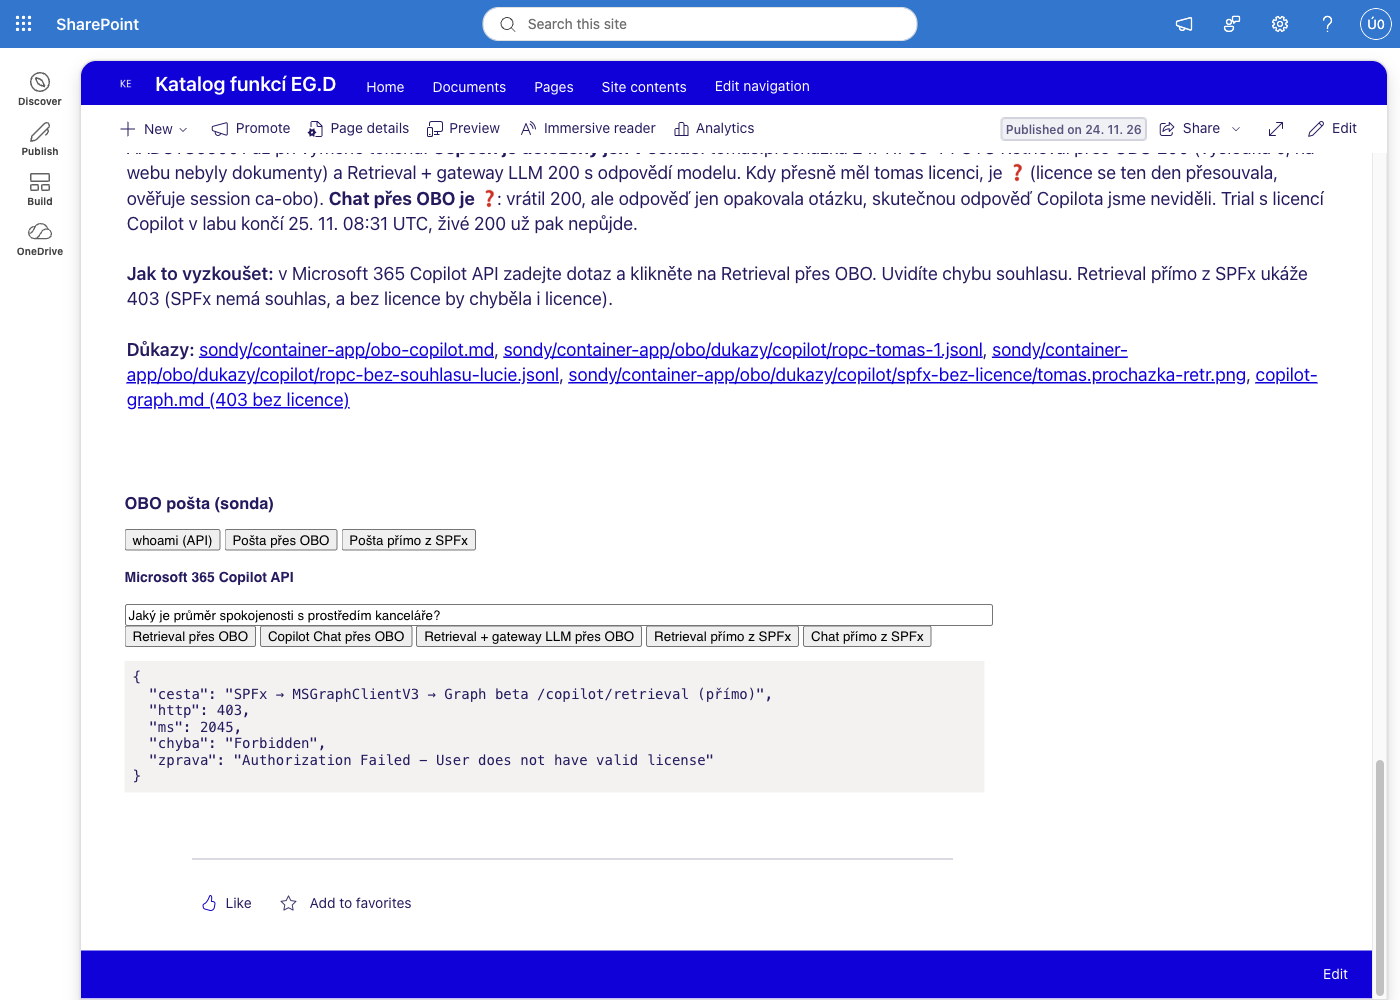 SharePoint
Search this site
Ú0
Discover
Publish
Build
OneDrive
KE
Katalog funkcí EG.D
Home
Documents
Pages
Site contents
Edit navigation
New
Promote
Page details
Preview
Immersive reader
Analytics
Published on 24. 11. 26
Share
Edit
webu nebyly dokumenty) a Retrieval + gateway LLM 200 s odpovědí modelu. Kdy přesně měl tomas licenci, je ❓ (licence se ten den přesouvala,
ověřuje session ca-obo). Chat přes OBO je ❓: vrátil 200, ale odpověď jen opakovala otázku, skutečnou odpověď Copilota jsme neviděli. Trial s licencí
Copilot v labu končí 25. 11. 08:31 UTC, živé 200 už pak nepůjde.
Jak to vyzkoušet: v Microsoft 365 Copilot API zadejte dotaz a klikněte na Retrieval přes OBO. Uvidíte chybu souhlasu. Retrieval přímo z SPFx ukáže
403 (SPFx nemá souhlas, a bez licence by chyběla i licence).
Důkazy: sondy/container-app/obo-copilot.md, sondy/container-app/obo/dukazy/copilot/ropc-tomas-1.jsonl, sondy/container-
app/obo/dukazy/copilot/ropc-bez-souhlasu-lucie.jsonl, sondy/container-app/obo/dukazy/copilot/spfx-bez-licence/tomas.prochazka-retr.png, copilot-
graph.md (403 bez licence)
OBO pošta (sonda)
whoami (API)
Pošta přes OBO
Pošta přímo z SPFx
Microsoft 365 Copilot API
Jaký je průměr spokojenosti s prostředím kanceláře?
Retrieval přes OBO
Copilot Chat přes OBO
Retrieval + gateway LLM přes OBO
Retrieval přímo z SPFx
Chat přímo z SPFx
{
"cesta": "SPFx → MSGraphClientV3 → Graph beta /copilot/retrieval (přímo)",
"http": 403,
"ms": 2045,
"chyba": "Forbidden",
"zprava": "Authorization Failed – User does not have valid license"
}
Like
Add to favorites
Edit